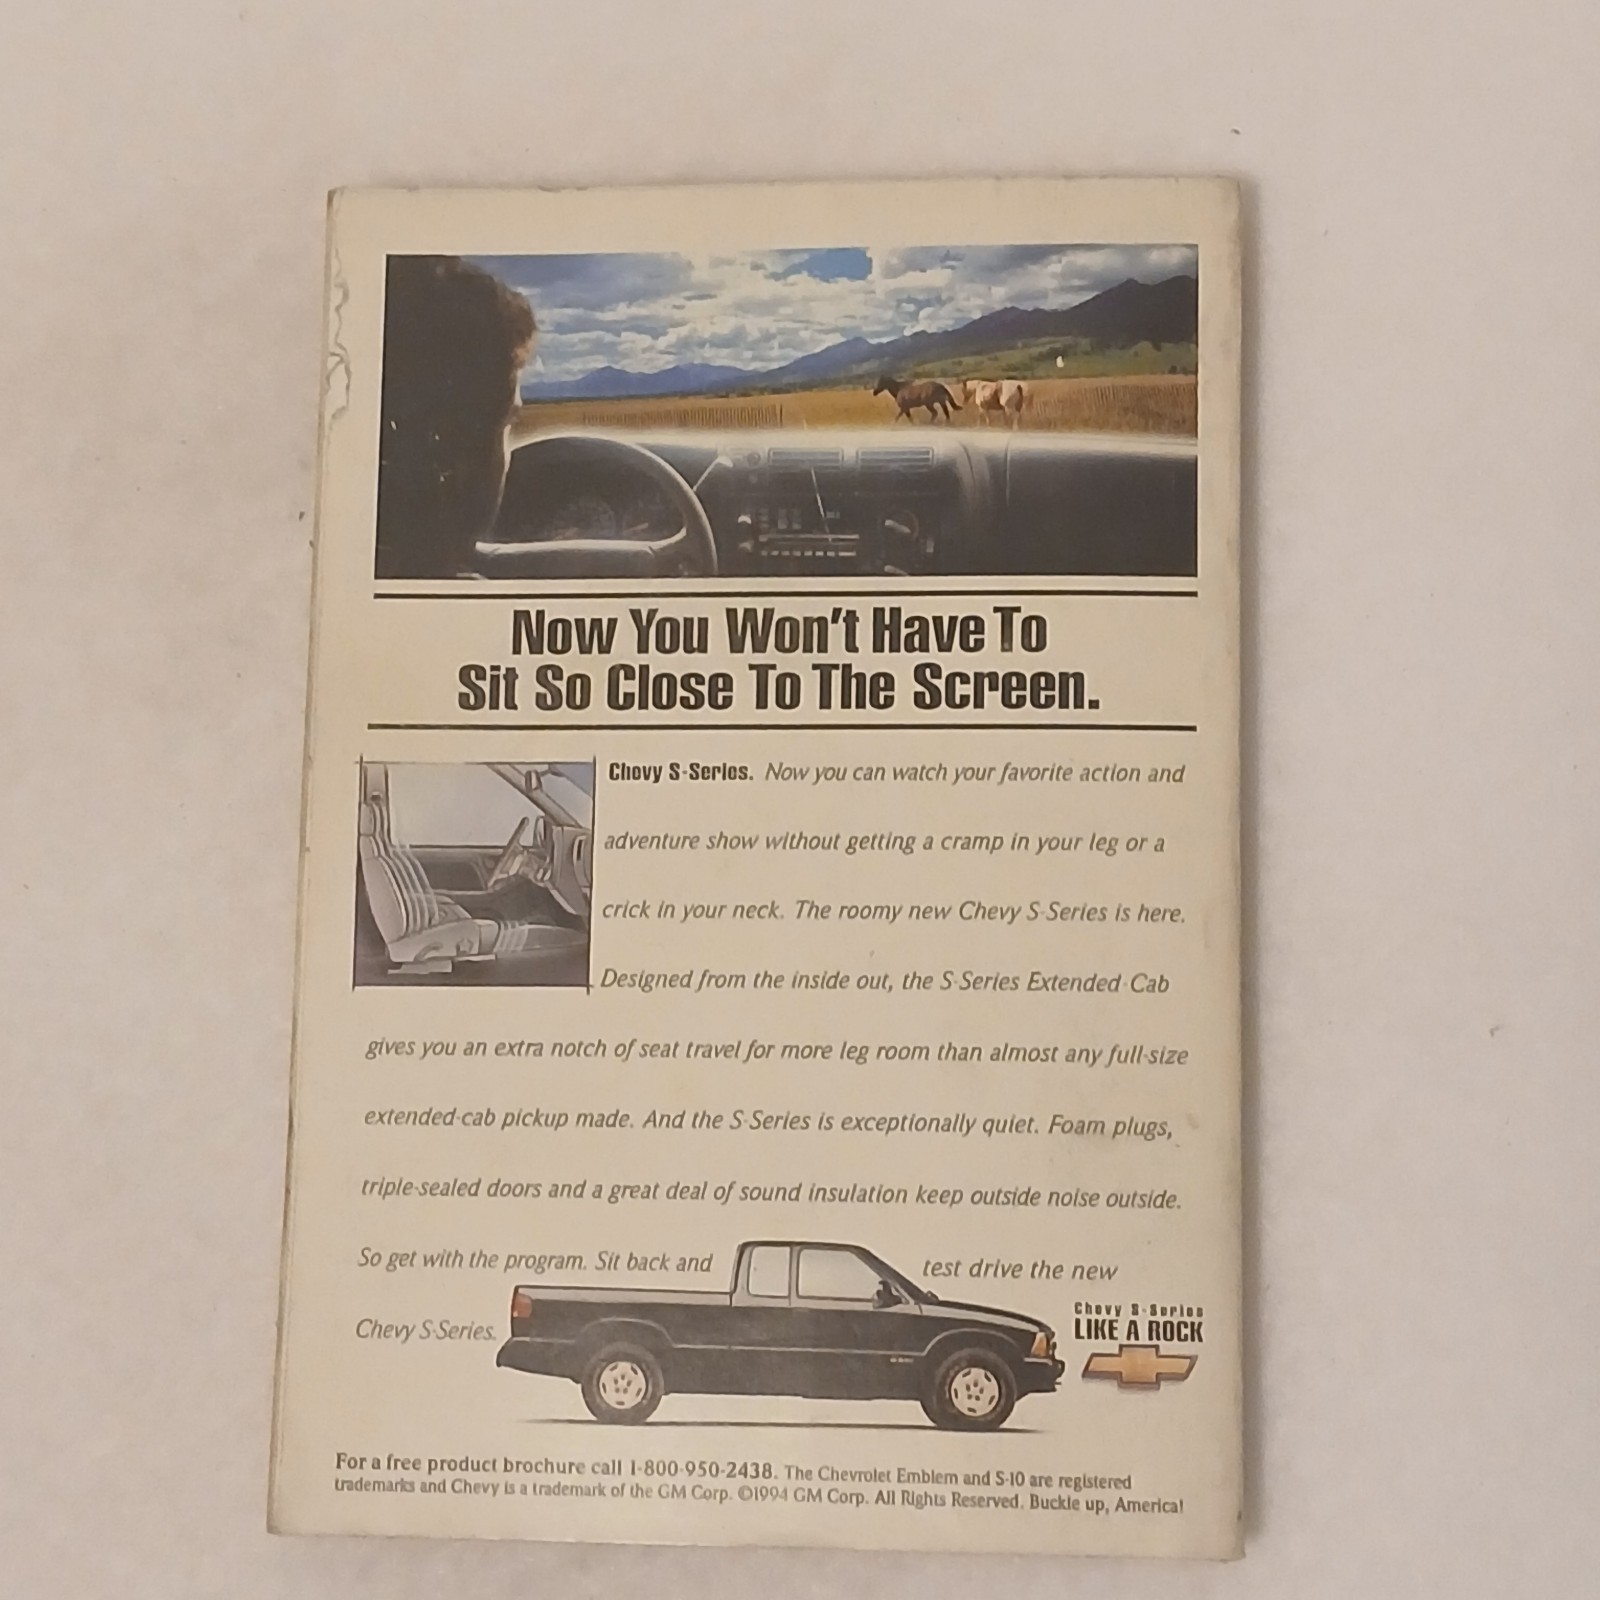 Now You Won't Have To
Sit So Close To The Screen.
Chevy S-Series. Now you can watch your favorite action and
adventure show without getting a cramp in your leg or a
crick in your neck. The roomy new Chevy S-Series is here.
Designed from the inside out, the S-Series Extended-Cab
gives you an extra notch of seat travel for more leg room than almost any full-size
extended-cab pickup made. And the S-Series is exceptionally quiet. Foam plugs,
triple-sealed doors and a great deal of sound insulation keep outside noise outside.
So get with the program. Sit back and test drive the new
Chevy S-Series.
Chevy S-Series
LIKE A ROCK
For a free product brochure call 1-800-950-2438. The Chevrolet Emblem and S-10 are registered
trademarks and Chevy is a trademark of the GM Corp. ©1994 GM Corp. All Rights Reserved. Buckle up, America!